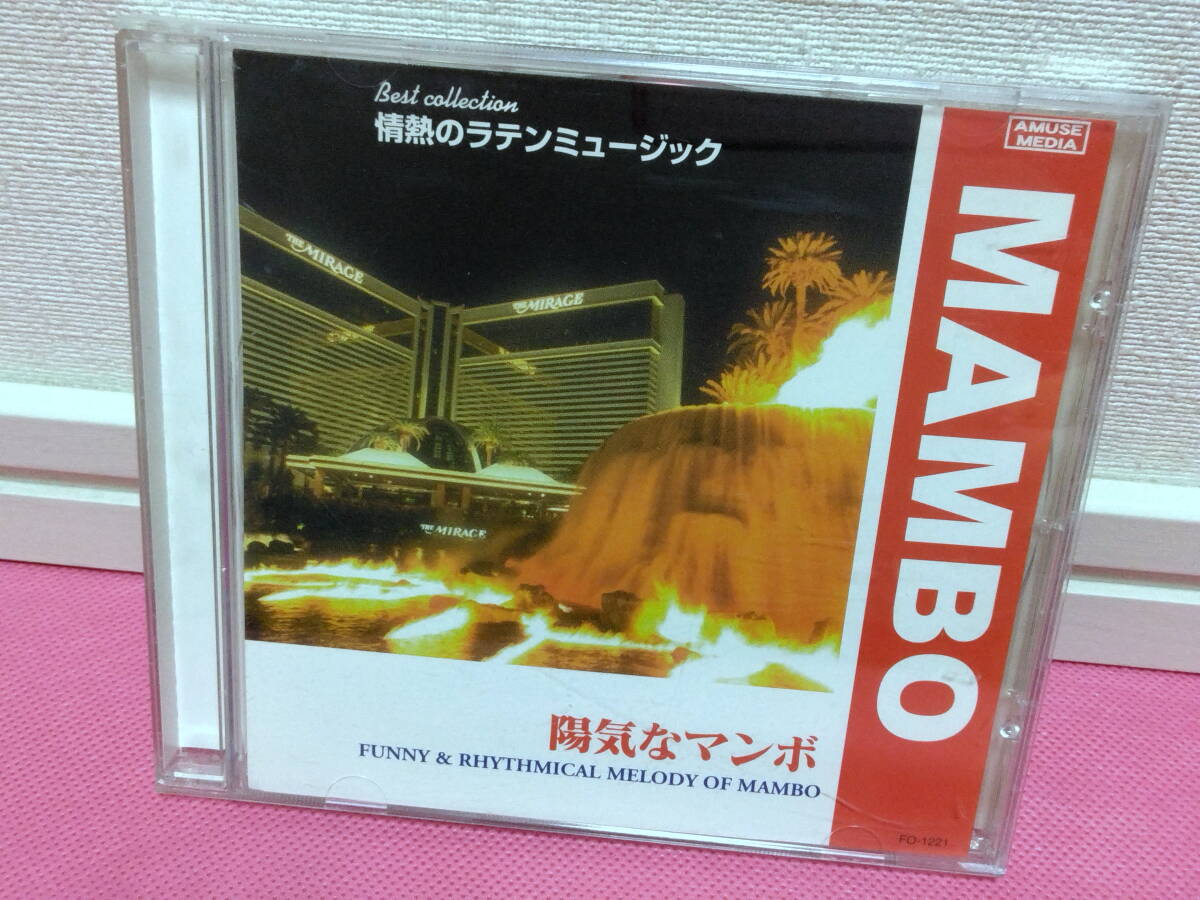 Best collection
情熱のラテンミュージック
AMUSE
MEDIA
MAMBO
THE MIRAGE
THE MIRAGE
THE MIRAGE
陽気なマンボ
FUNNY & RHYTHMICAL MELODY OF MAMBO
FO-1221